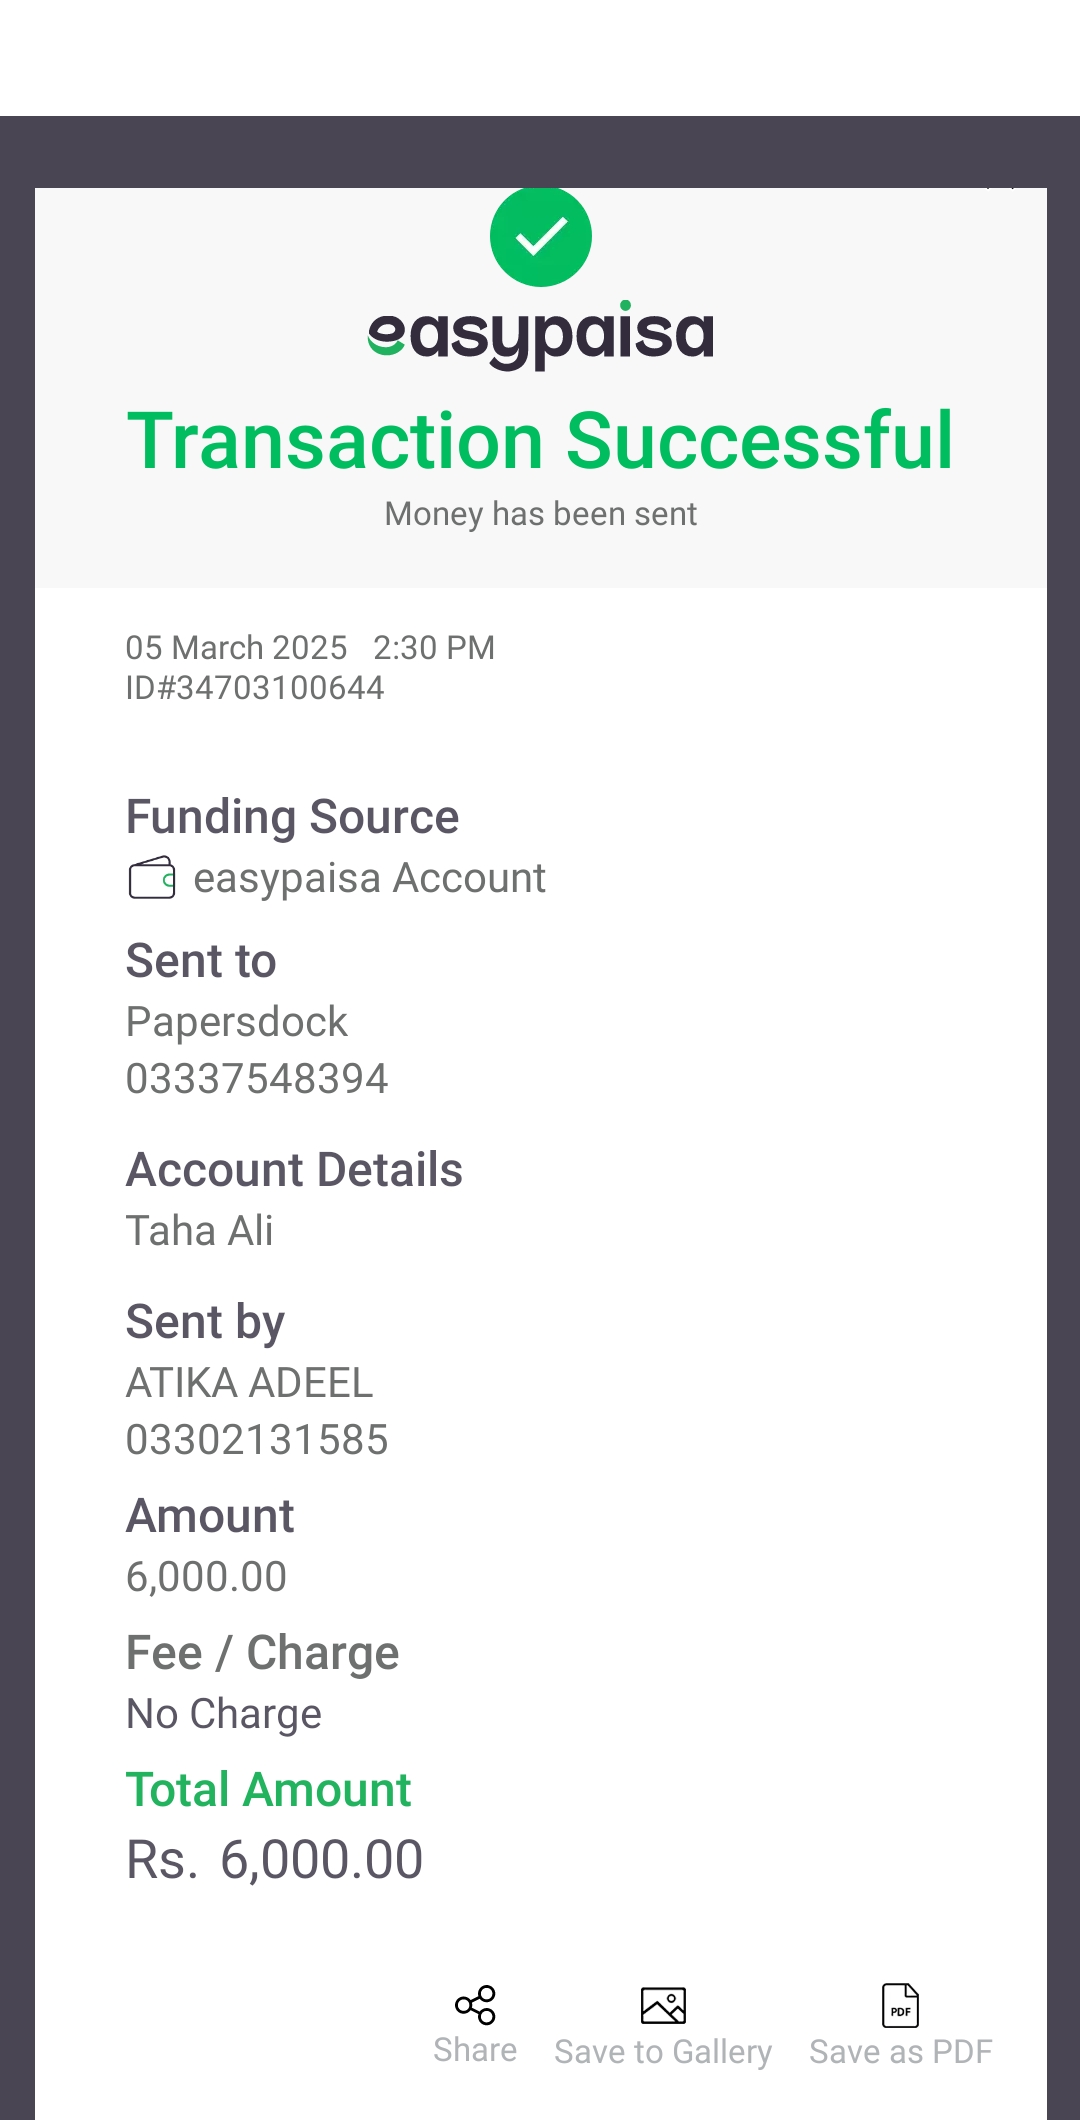 easypaisa
Transaction Successful
Money has been sent
05 March 2025 2:30 PM
ID#34703100644
Funding Source
easypaisa Account
Sent to
Papersdock
03337548394
Account Details
Taha Ali
Sent by
ATIKA ADEEL
03302131585
Amount
6,000.00
Fee / Charge
No Charge
Total Amount
Rs. 6,000.00
PDF
Share Save to Gallery Save as PDF